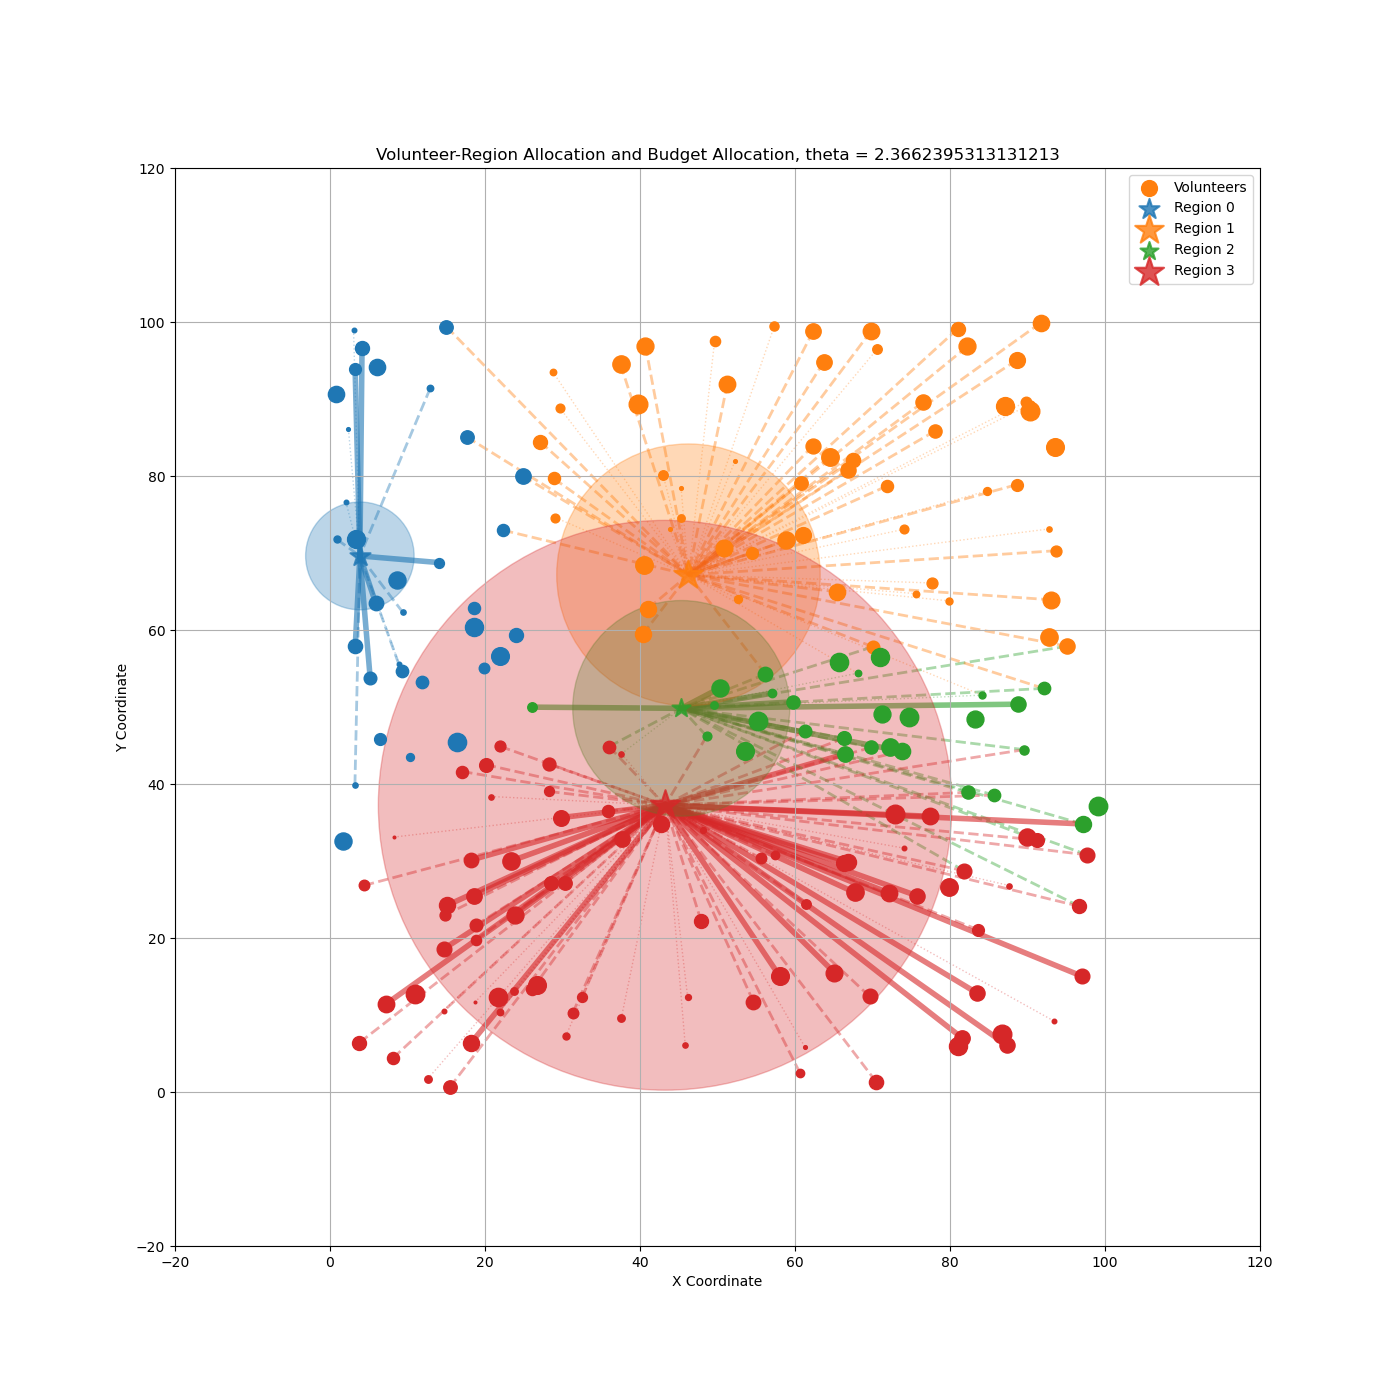 Volunteer-Region Allocation and Budget Allocation, theta = 2.3662395313131213
120
100
80
60
40
20
0
−20
Y Coordinate
Volunteers
Region 0
Region 1
Region 2
Region 3
−20 0 20 40 60 80 100 120
X Coordinate